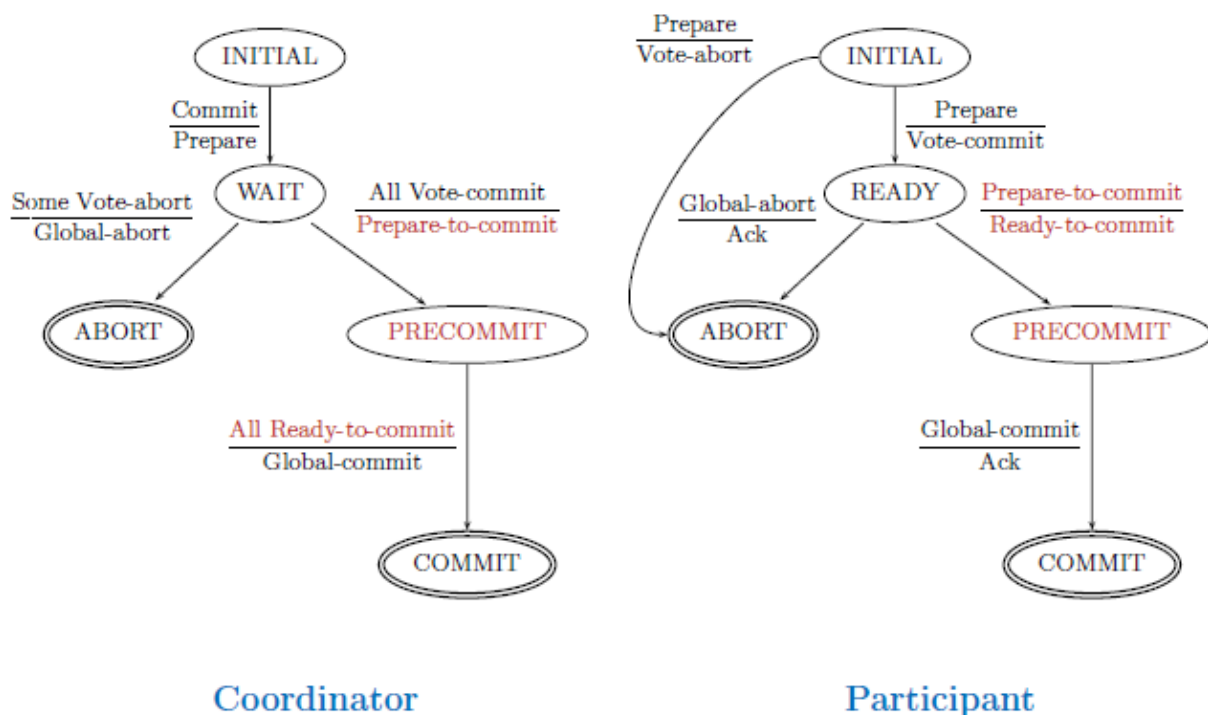 INITIAL
Commit
Prepare
WAIT
Some Vote-abort
Global-abort
All Vote-commit
Prepare-to-commit
ABORT
PRECOMMIT
All Ready-to-commit
Global-commit
COMMIT
Coordinator
Prepare
Vote-abort
INITIAL
Prepare
Vote-commit
READY
Global-abort
Ack
Prepare-to-commit
Ready-to-commit
ABORT
PRECOMMIT
Global-commit
Ack
COMMIT
Participant